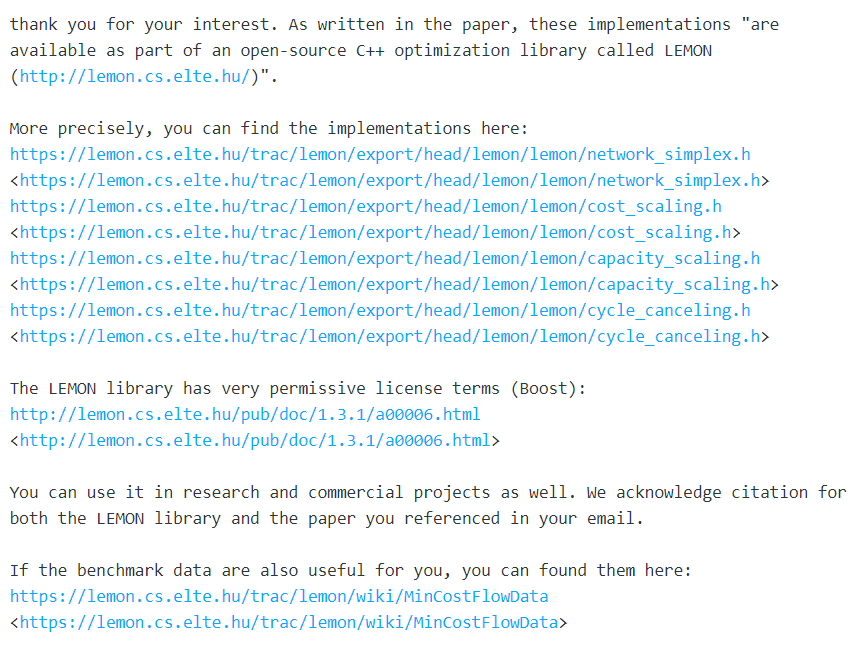 thank you for your interest. As written in the paper, these implementations "are
available as part of an open-source C++ optimization library called LEMON
(http://lemon.cs.elte.hu/)".
More precisely, you can find the implementations here:
https://lemon.cs.elte.hu/trac/lemon/export/head/lemon/lemon/network_simplex.h
<https://lemon.cs.elte.hu/trac/lemon/export/head/lemon/lemon/network_simplex.h>
https://lemon.cs.elte.hu/trac/lemon/export/head/lemon/lemon/cost_scaling.h
<https://lemon.cs.elte.hu/trac/lemon/export/head/lemon/lemon/cost_scaling.h>
https://lemon.cs.elte.hu/trac/lemon/export/head/lemon/lemon/capacity_scaling.h
<https://lemon.cs.elte.hu/trac/lemon/export/head/lemon/lemon/capacity_scaling.h>
https://lemon.cs.elte.hu/trac/lemon/export/head/lemon/lemon/cycle_canceling.h
<https://lemon.cs.elte.hu/trac/lemon/export/head/lemon/lemon/cycle_canceling.h>
The LEMON library has very permissive license terms (Boost):
http://lemon.cs.elte.hu/pub/doc/1.3.1/a00006.html
<http://lemon.cs.elte.hu/pub/doc/1.3.1/a00006.html>
You can use it in research and commercial projects as well. We acknowledge citation for
both the LEMON library and the paper you referenced in your email.
If the benchmark data are also useful for you, you can found them here:
https://lemon.cs.elte.hu/trac/lemon/wiki/MinCostFlowData
<https://lemon.cs.elte.hu/trac/lemon/wiki/MinCostFlowData>